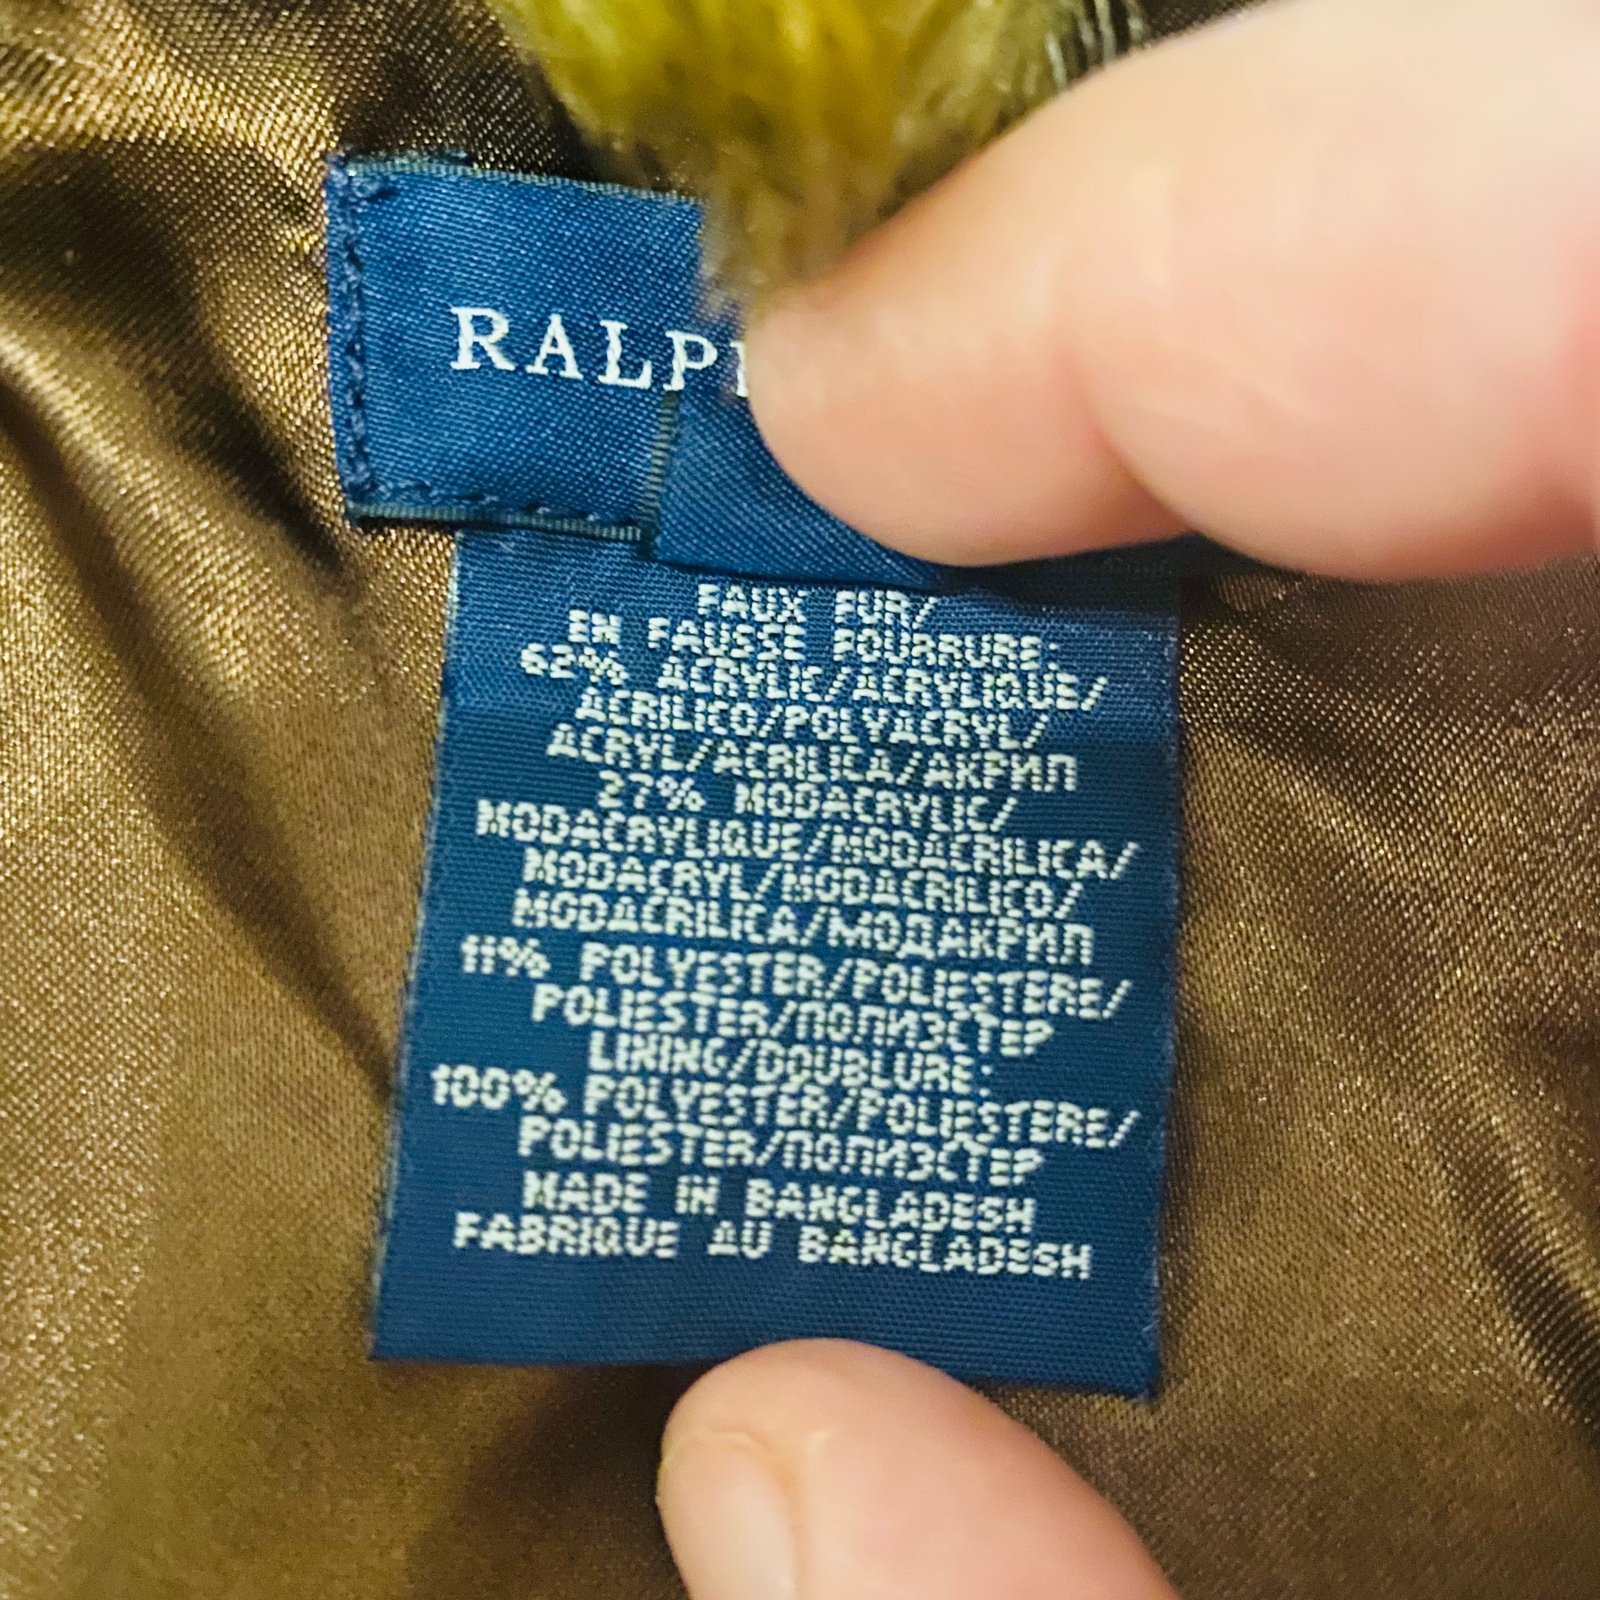 RALPH
FAUX FUR/
EN FAUSSE FOURRURE:
62% ACRYLIC/ACRYLIQUE/
ACRILICO/POLYACRYL/
ACRYL/ACRILICA/АКРИЛ
27% MODACRYLIC/
MODACRYLIQUE/MODACRILICA/
MODACRYL/MODACRILICO/
MODACRILICA/МОДАКРИЛ
11% POLYESTER/POLIESTERE/
POLIESTER/ПОЛИЭСТЕР
LINING/DOUBLURE:
100% POLYESTER/POLIESTERE/
POLIESTER/ПОЛИЭСТЕР
MADE IN BANGLADESH
FABRIQUE AU BANGLADESH